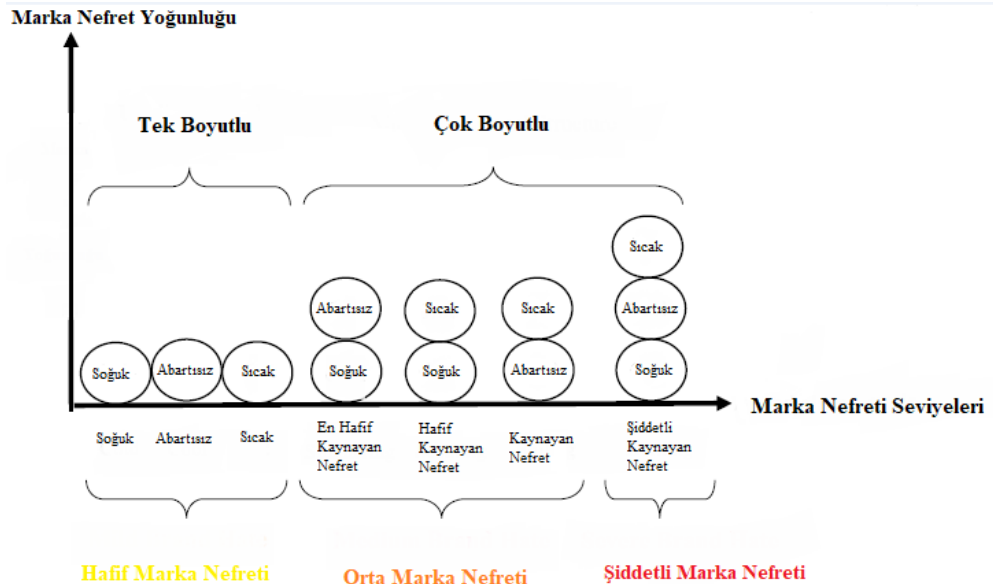 Marka Nefret Yoğunluğu
Tek Boyutlu
Çok Boyutlu
Sıcak
Abartısız
Sıcak
Sıcak
Abartısız
Soğuk
Abartısız
Sıcak
Soğuk
Soğuk
Abartısız
Soğuk
Marka Nefreti Seviyeleri
Soğuk
Abartısız
Sıcak
En Hafif
Kaynayan
Nefret
Hafif
Kaynayan
Nefret
Kaynayan
Nefret
Şiddetli
Kaynayan
Nefret
Hafif Marka Nefreti
Orta Marka Nefreti
Şiddetli Marka Nefreti